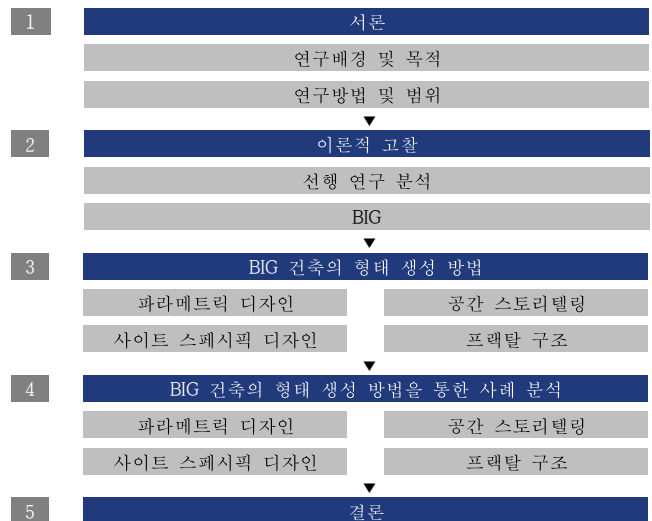 1 서론
연구배경 및 목적
연구방법 및 범위
▼
2 이론적 고찰
선행 연구 분석
BIG
▼
3 BIG 건축의 형태 생성 방법
파라메트릭 디자인 공간 스토리텔링
사이트 스페시픽 디자인 프랙탈 구조
▼
4 BIG 건축의 형태 생성 방법을 통한 사례 분석
파라메트릭 디자인 공간 스토리텔링
사이트 스페시픽 디자인 프랙탈 구조
▼
5 결론